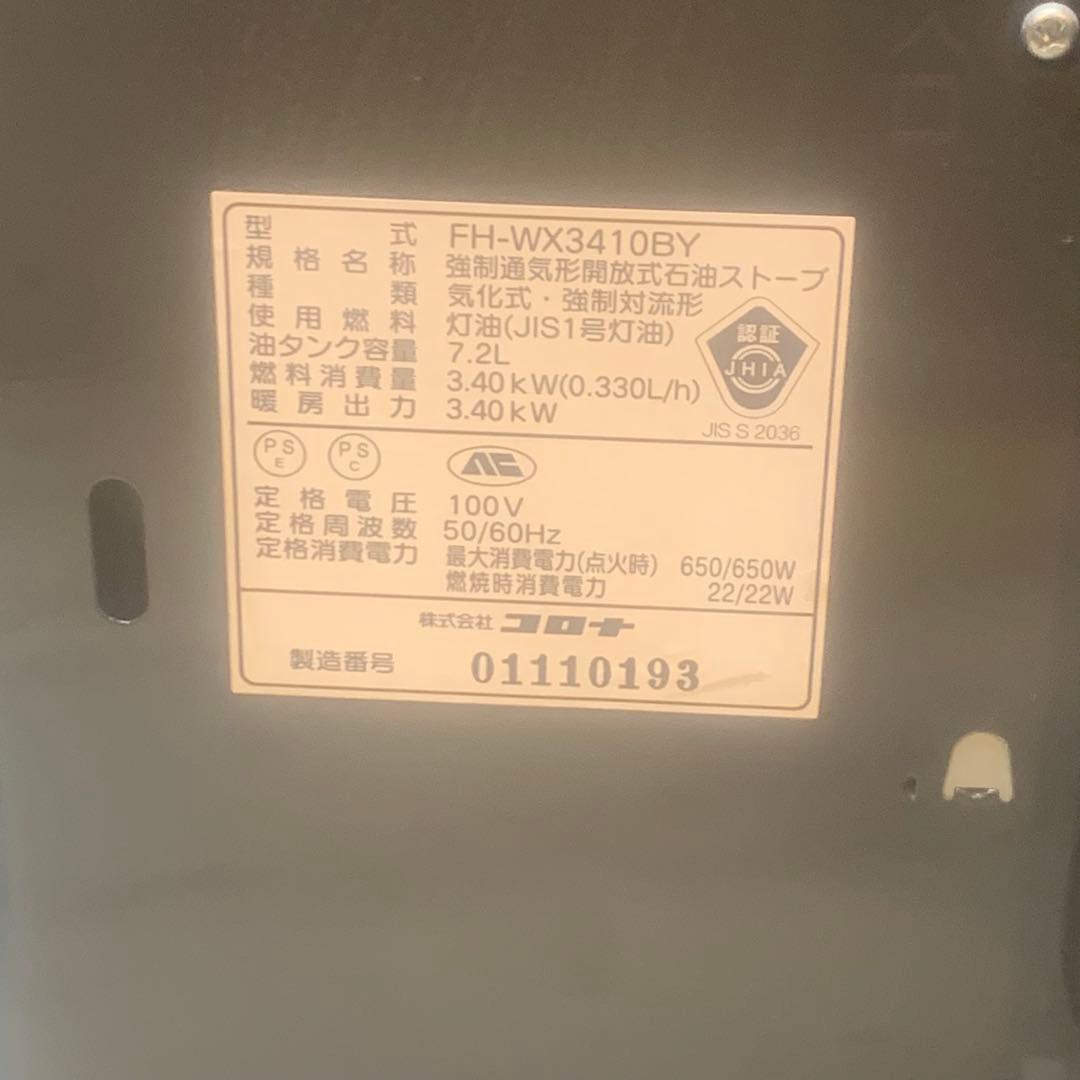 型式 FH-WX3410BY
規格名称 強制通気形開放式石油ストーブ
種類 気化式・強制対流形
使用燃料 灯油(JIS1号灯油)
油タンク容量 7.2L
燃料消費量 3.40kW(0.330L/h)
暖房出力 3.40kW
認証
JHIA
JIS S 2036
PS E
PS C
定格電圧 100V
定格周波数 50/60Hz
定格消費電力 最大消費電力(点火時) 650/650W
燃焼時消費電力 22/22W
株式会社 コロナ
製造番号 01110193